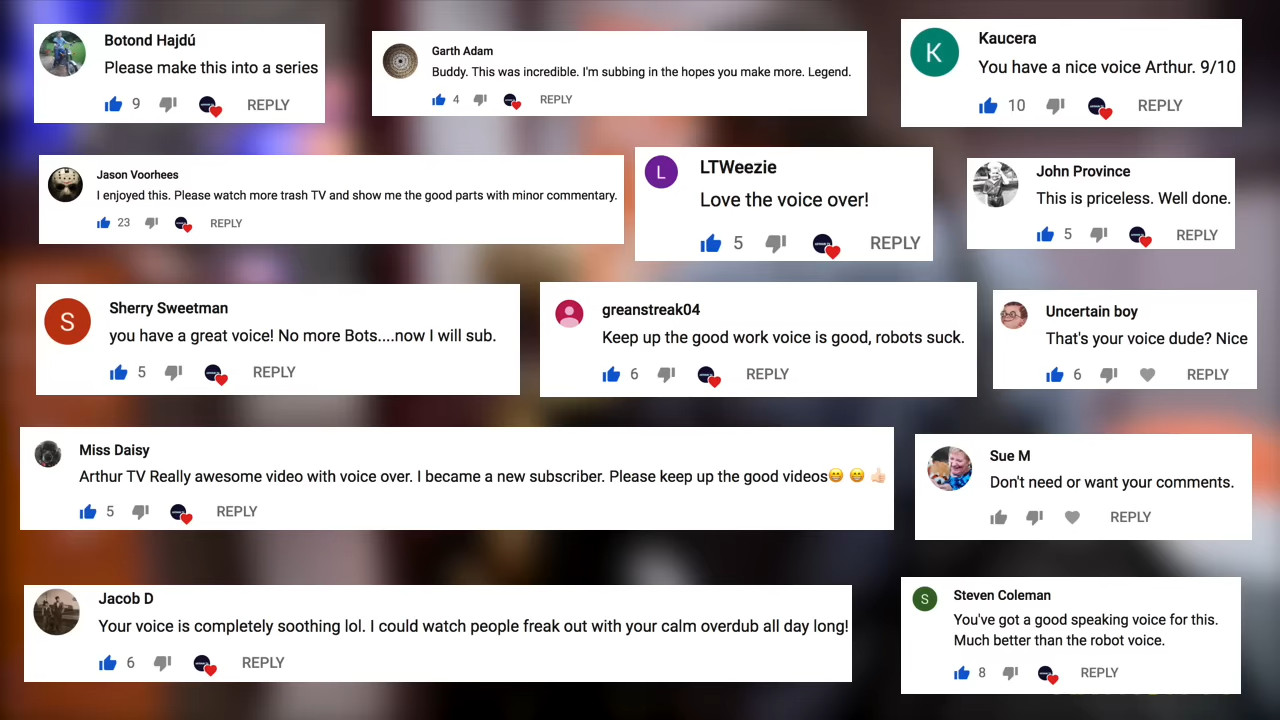 Botond Hajdú
Please make this into a series
9 REPLY
Garth Adam
Buddy. This was incredible. I'm subbing in the hopes you make more. Legend.
4 REPLY
K
Kaucera
You have a nice voice Arthur. 9/10
10 REPLY
Jason Voorhees
I enjoyed this. Please watch more trash TV and show me the good parts with minor commentary.
23 REPLY
L
LTWeezie
Love the voice over!
5 REPLY
John Province
This is priceless. Well done.
5 REPLY
S
Sherry Sweetman
you have a great voice! No more Bots....now I will sub.
5 REPLY
greanstreak04
Keep up the good work voice is good, robots suck.
6 REPLY
Uncertain boy
That's your voice dude? Nice
6 REPLY
Miss Daisy
Arthur TV Really awesome video with voice over. I became a new subscriber. Please keep up the good videos😁 😁 👍🏻
5 REPLY
Sue M
Don't need or want your comments.
REPLY
Jacob D
Your voice is completely soothing lol. I could watch people freak out with your calm overdub all day long!
6 REPLY
S
Steven Coleman
You've got a good speaking voice for this.
Much better than the robot voice.
8 REPLY